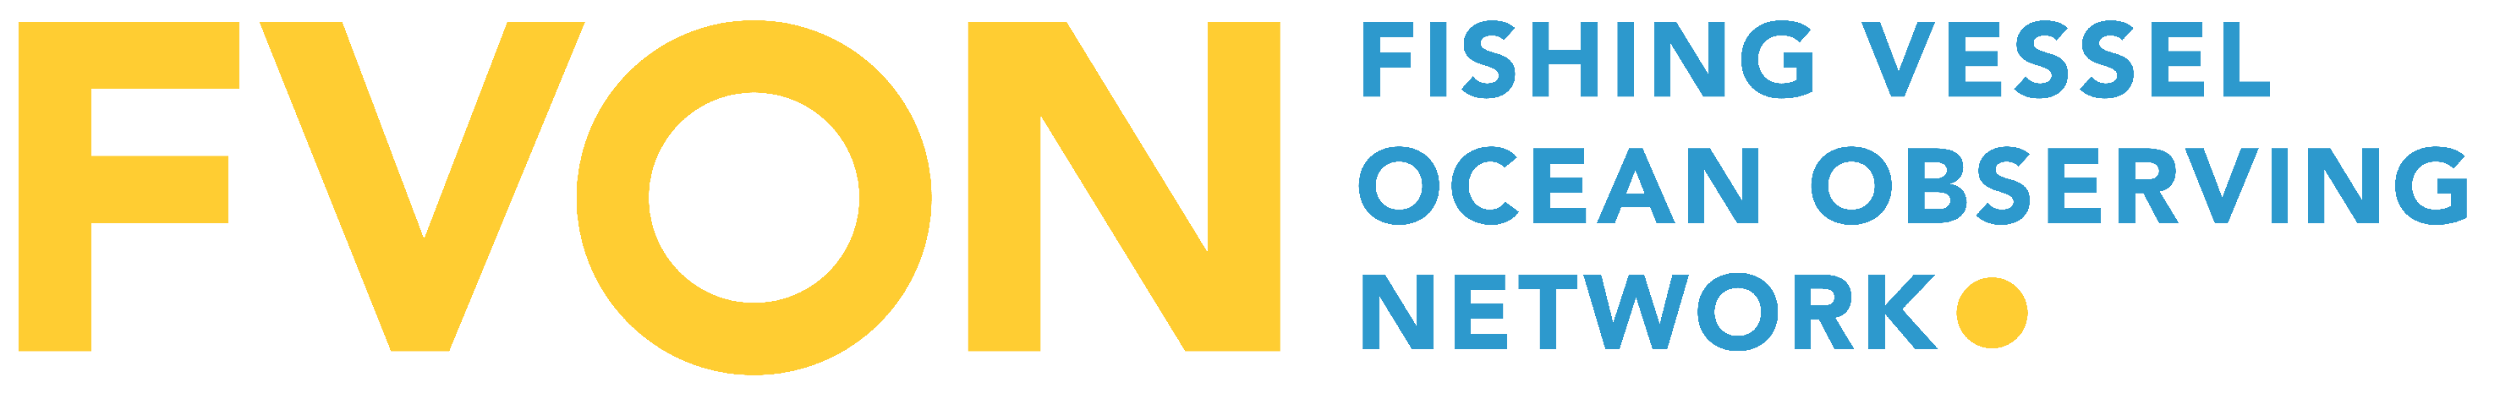 FVON
FISHING VESSEL
OCEAN OBSERVING
NETWORK